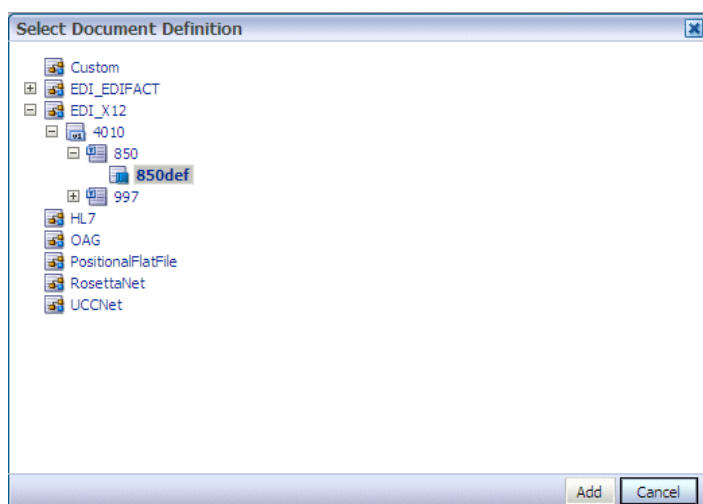 Select Document Definition
Custom
EDI_EDIFACT
EDI_X12
4010
850
850def
997
HL7
OAG
PositionalFlatFile
RosettaNet
UCCNet
Add Cancel